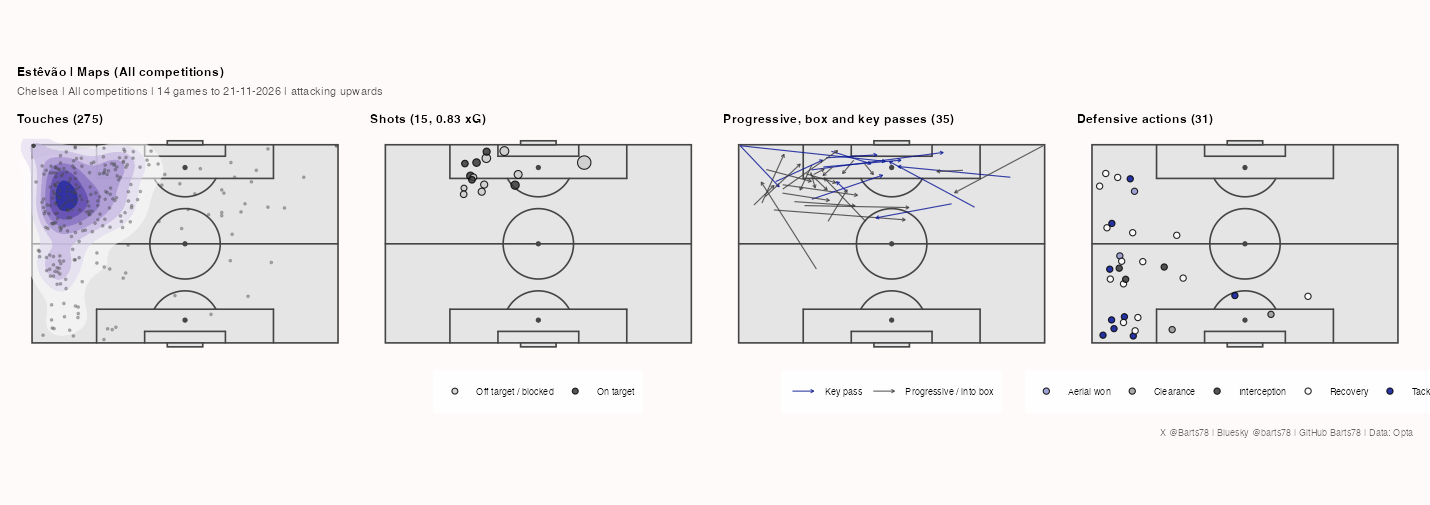 Estêvão | Maps (All competitions)
Chelsea | All competitions | 14 games to 21-11-2026 | attacking upwards
Touches (275)
Shots (15, 0.83 xG)
Progressive, box and key passes (35)
Defensive actions (31)
Off target / blocked
On target
Key pass
Progressive / into box
Aerial won
Clearance
Interception
Recovery
Tack
X @Barts78 | Bluesky @barts78 | GitHub Barts78 | Data: Opta